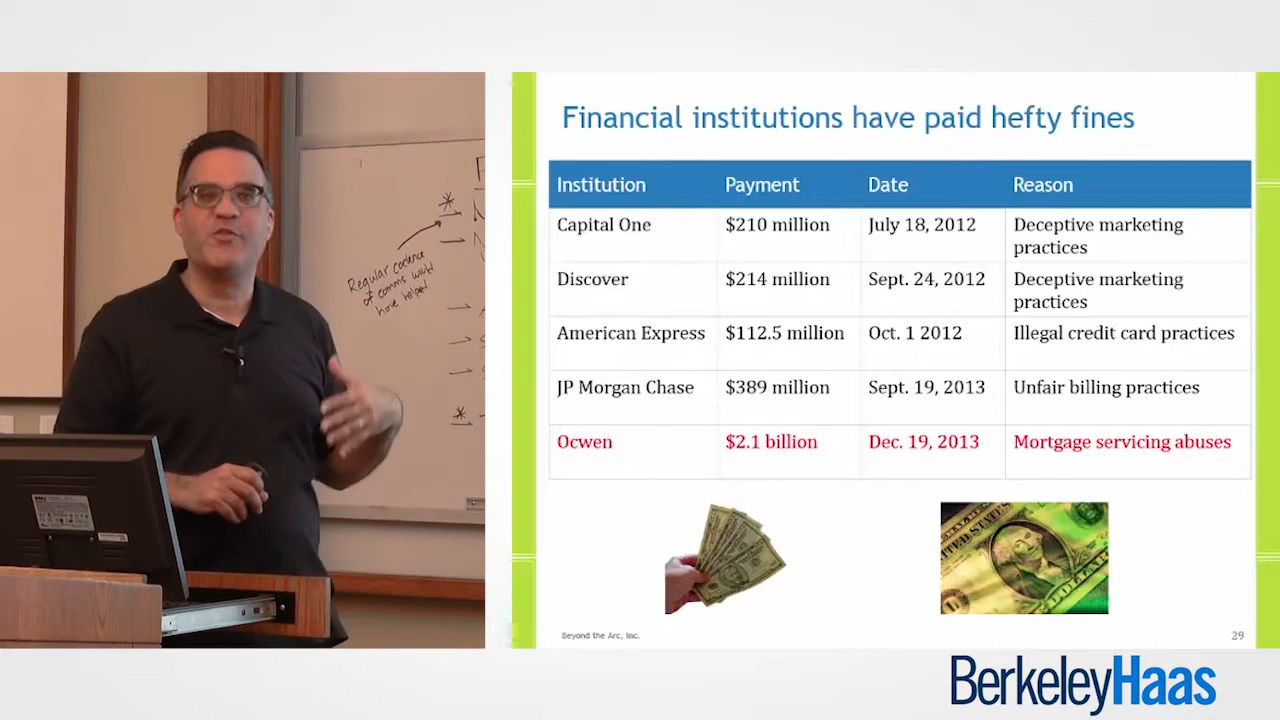 Regular cadence
of comms would
have helped
DELL
Financial institutions have paid hefty fines
Institution Payment Date Reason
Capital One $210 million July 18, 2012 Deceptive marketing
practices
Discover $214 million Sept. 24, 2012 Deceptive marketing
practices
American Express $112.5 million Oct. 1 2012 Illegal credit card practices
JP Morgan Chase $389 million Sept. 19, 2013 Unfair billing practices
Ocwen $2.1 billion Dec. 19, 2013 Mortgage servicing abuses
Beyond the Arc, Inc.
29
BerkeleyHaas